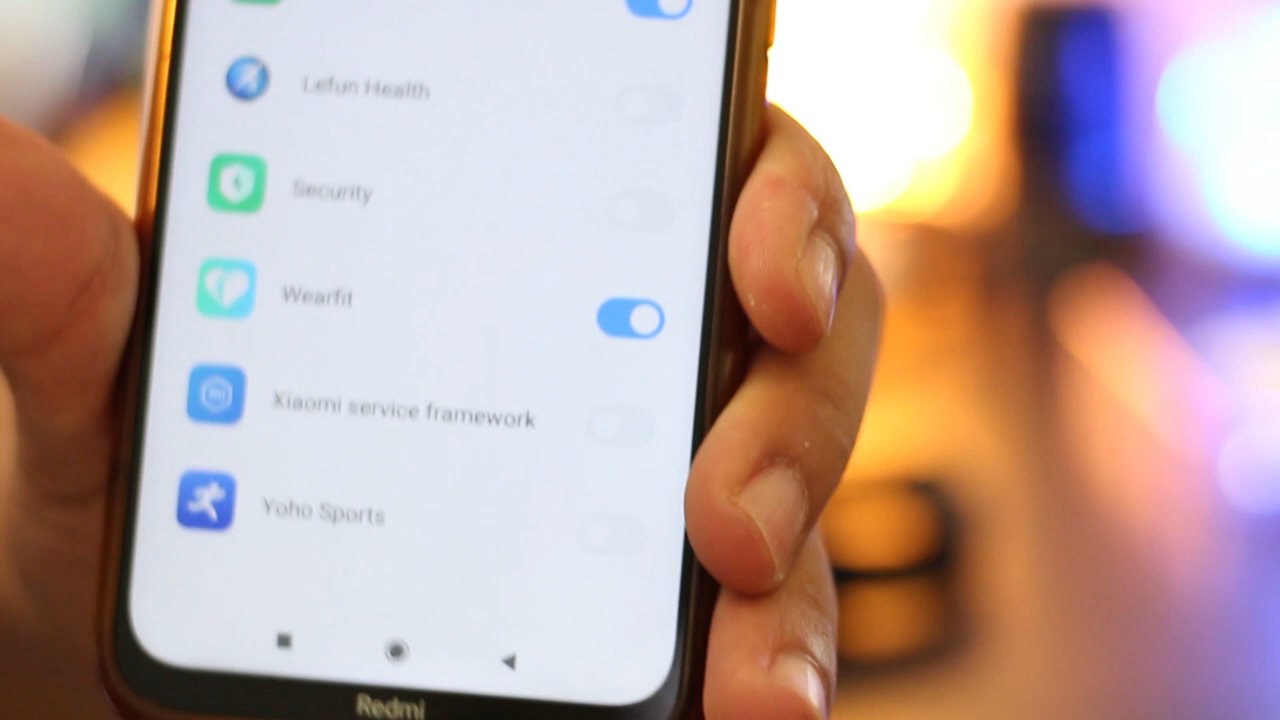 Lefun Health
Security
Wearfit
Xiaomi service framework
Yoho Sports
Redmi